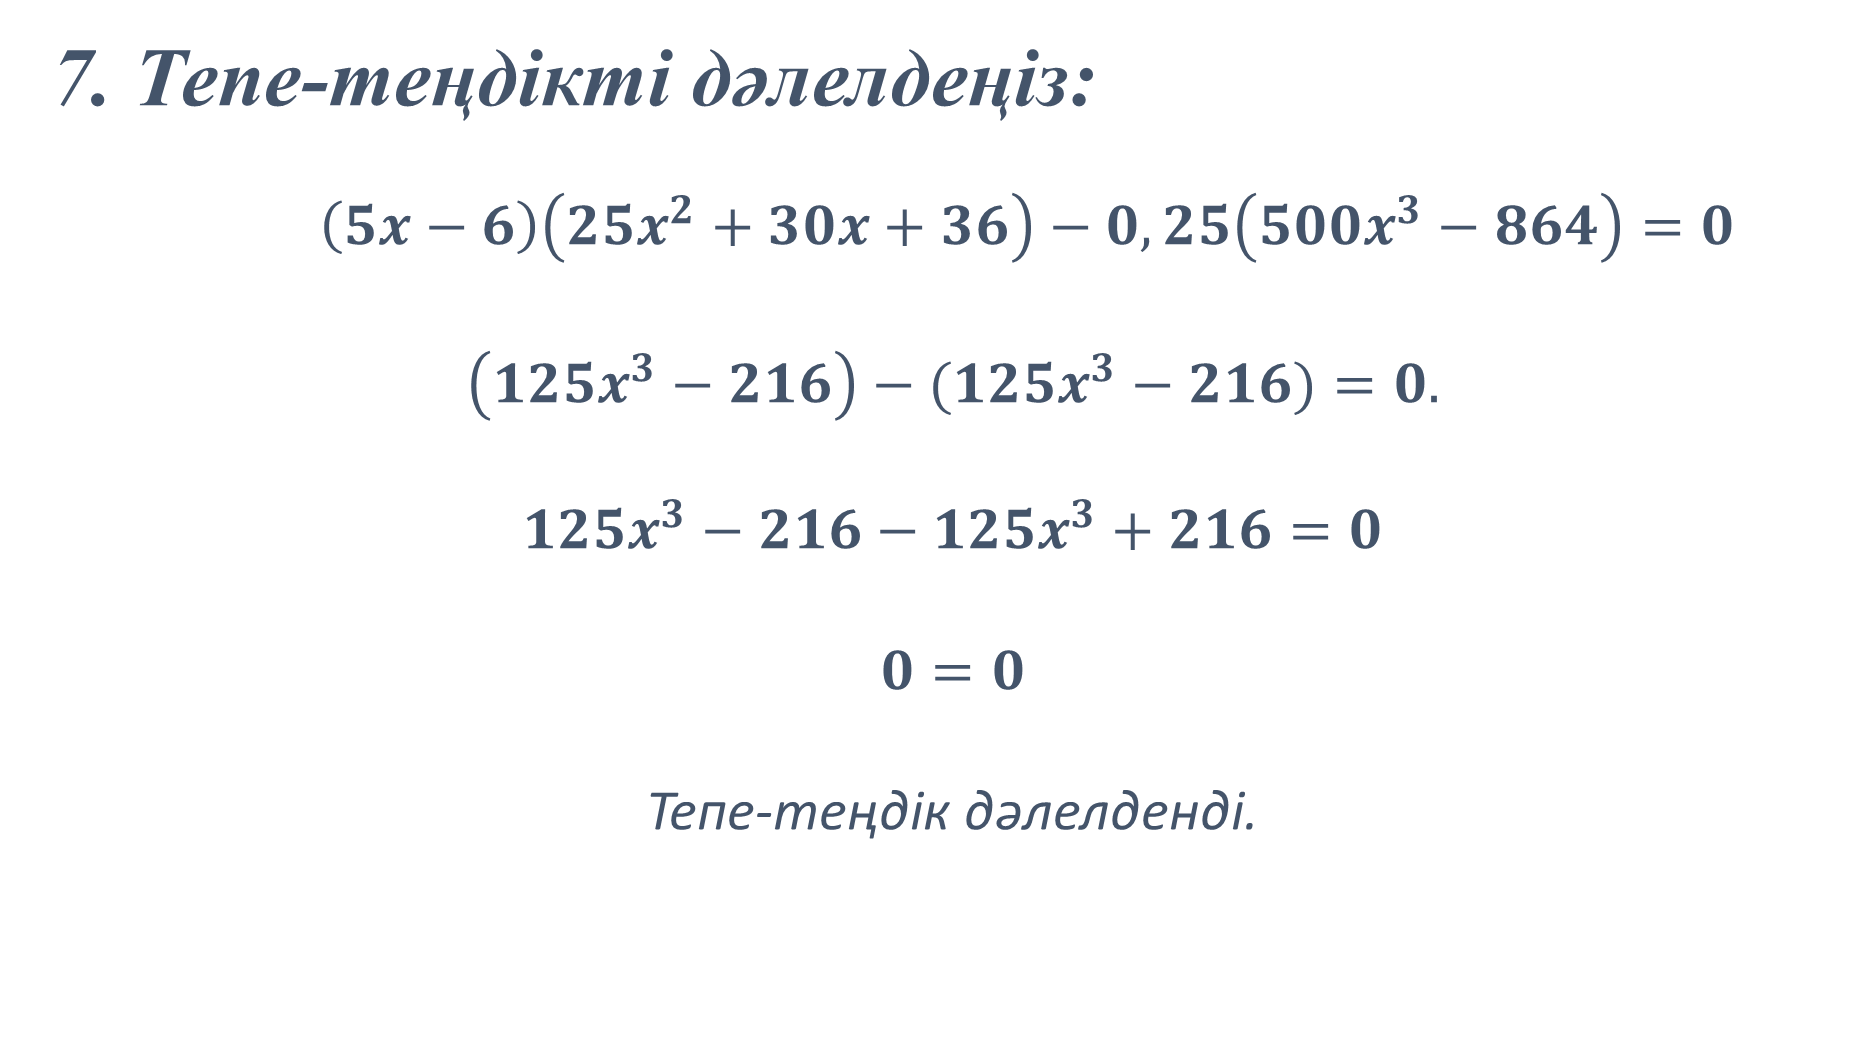 7. Тепе-теңдікті дәлелдеңіз:
(5x − 6)(25x² + 30x + 36) − 0,25(500x³ − 864) = 0
(125x³ − 216) − (125x³ − 216) = 0.
125x³ − 216 − 125x³ + 216 = 0
0 = 0
Тепе-теңдік дәлелденді.